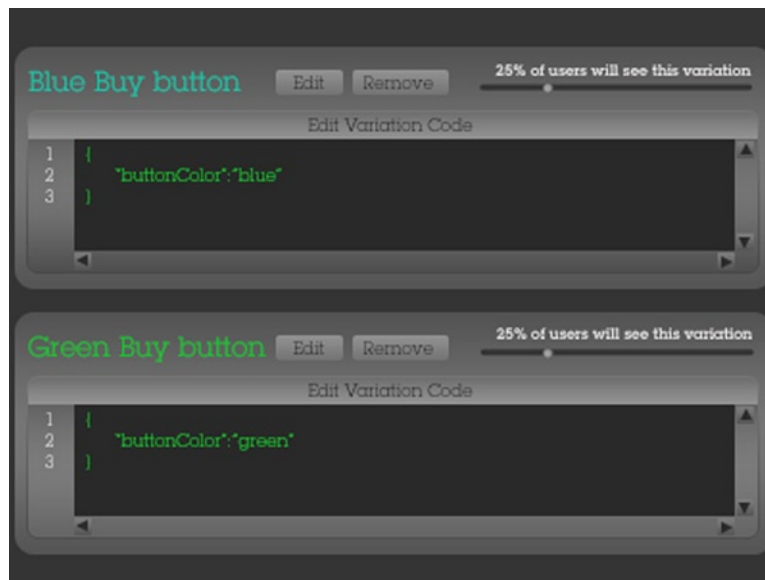 Blue Buy button Edit Remove 25% of users will see this variation
Edit Variation Code
1 {
2 "buttonColor":"blue"
3 }
Green Buy button Edit Remove 25% of users will see this variation
Edit Variation Code
1 {
2 "buttonColor":"green"
3 }